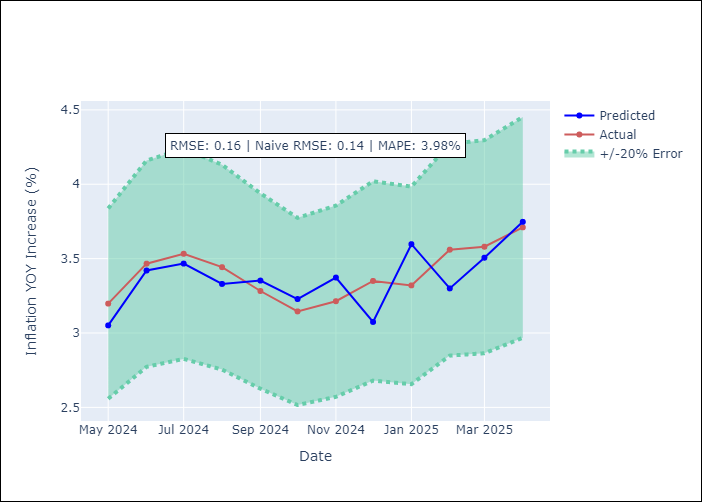 RMSE: 0.16 | Naive RMSE: 0.14 | MAPE: 3.98%
Predicted
Actual
+/-20% Error
Inflation YOY Increase (%)
4.5
4
3.5
3
2.5
May 2024
Jul 2024
Sep 2024
Nov 2024
Jan 2025
Mar 2025
Date